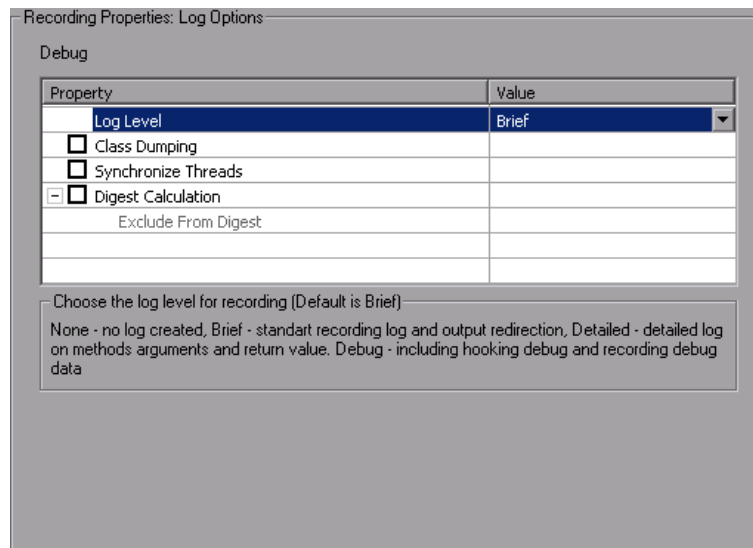 Recording Properties: Log Options
Debug
Property Value
Log Level Brief
Class Dumping
Synchronize Threads
Digest Calculation
Exclude From Digest
Choose the log level for recording (Default is Brief)
None - no log created, Brief - standart recording log and output redirection, Detailed - detailed log
on methods arguments and return value. Debug - including hooking debug and recording debug
data